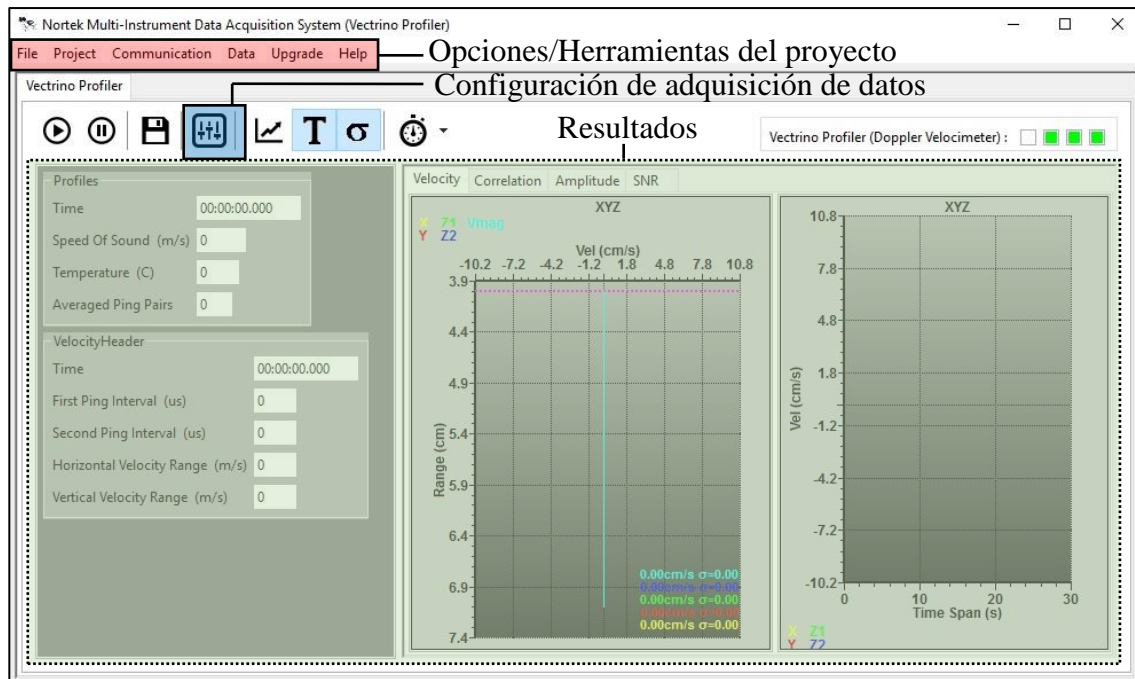 Nortek Multi-Instrument Data Acquisition System (Vectrino Profiler)
File Project Communication Data Upgrade Help
Opciones/Herramientas del proyecto
Vectrino Profiler
Configuración de adquisición de datos
T σ
Resultados
Vectrino Profiler (Doppler Velocimeter) :
Profiles
Time 00:00:00.000
Speed Of Sound (m/s) 0
Temperature (C) 0
Averaged Ping Pairs 0
VelocityHeader
Time 00:00:00.000
First Ping Interval (us) 0
Second Ping Interval (us) 0
Horizontal Velocity Range (m/s) 0
Vertical Velocity Range (m/s) 0
Velocity Correlation Amplitude SNR
XYZ
X Z1 Vmag
Y Z2
Vel (cm/s)
-10.2 -7.2 -4.2 -1.2 1.8 4.8 7.8 10.8
3.9
4.4
4.9
5.4
5.9
6.4
6.9
7.4
Range (cm)
0.00cm/s σ=0.00
0.00cm/s σ=0.00
0.00cm/s σ=0.00
0.00cm/s σ=0.00
0.00cm/s σ=0.00
XYZ
10.8
7.8
4.8
1.8
-1.2
-4.2
-7.2
-10.2
Vel (cm/s)
0 10 20 30
Time Span (s)
X Z1
Y Z2